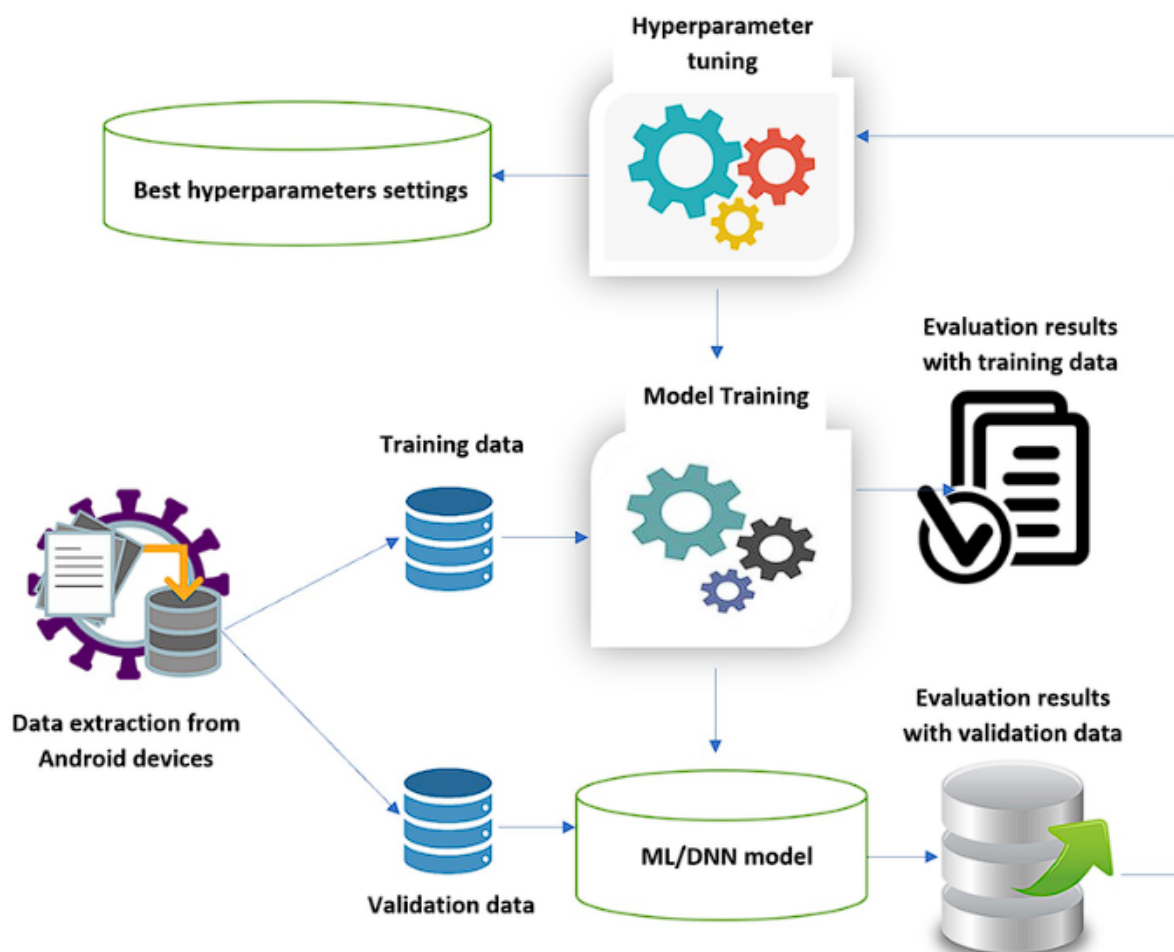 Hyperparameter
tuning
Best hyperparameters settings
Evaluation results
with training data
Model Training
Training data
Data extraction from
Android devices
Evaluation results
with validation data
ML/DNN model
Validation data